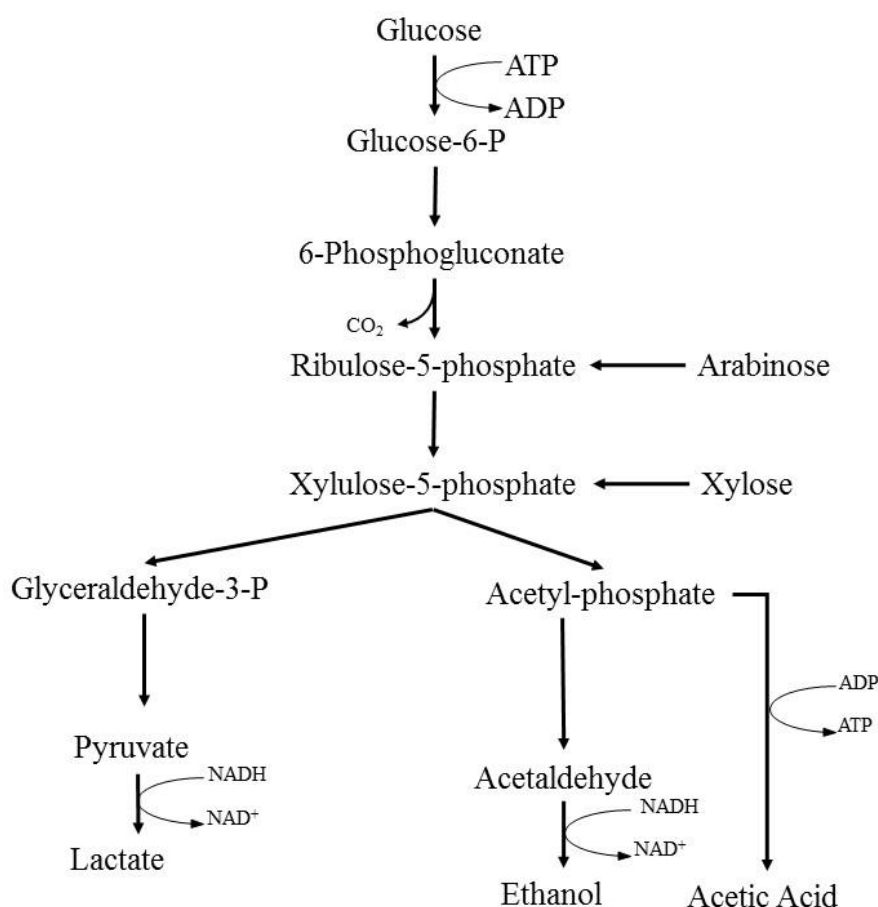 Glucose
ATP
ADP
Glucose-6-P
6-Phosphogluconate
CO₂
Ribulose-5-phosphate
Arabinose
Xylulose-5-phosphate
Xylose
Glyceraldehyde-3-P
Acetyl-phosphate
ADP
ATP
Pyruvate
NADH
NAD⁺
Lactate
Acetaldehyde
NADH
NAD⁺
Ethanol
Acetic Acid